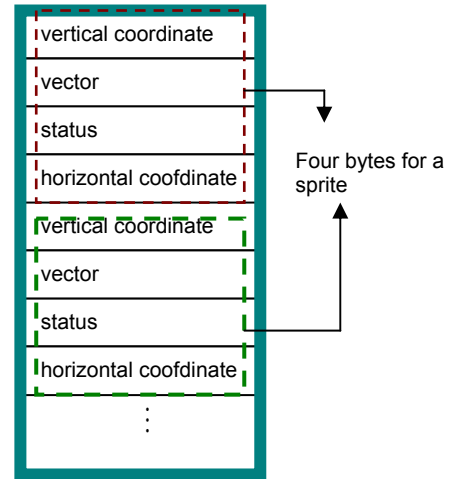 vertical coordinate
vector
status
horizontal coofdinate
vertical coordinate
vector
status
horizontal coofdinate
⋮
Four bytes for a
sprite